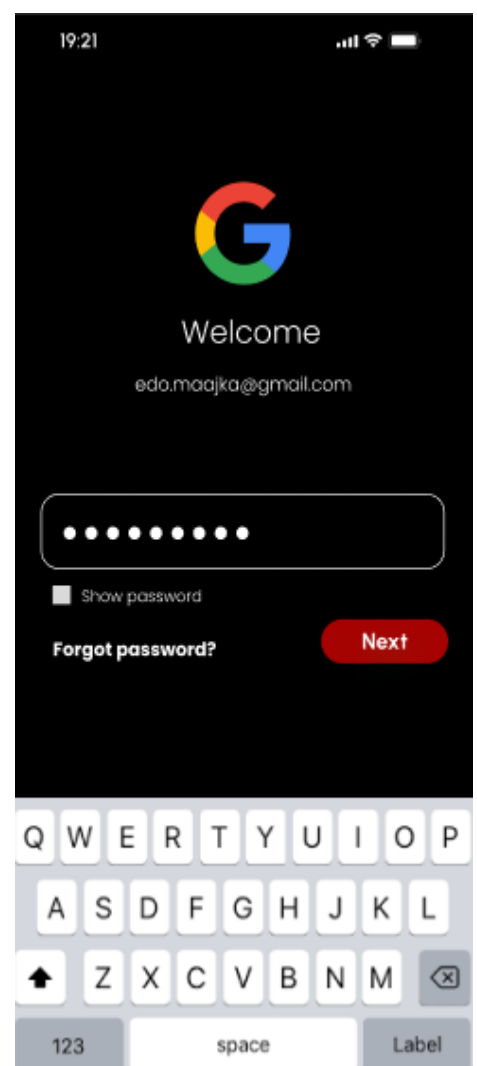 19:21
Welcome
edo.maajka@gmail.com
Show password
Forgot password?
Next
Q W E R T Y U I O P
A S D F G H J K L
Z X C V B N M
123 space Label